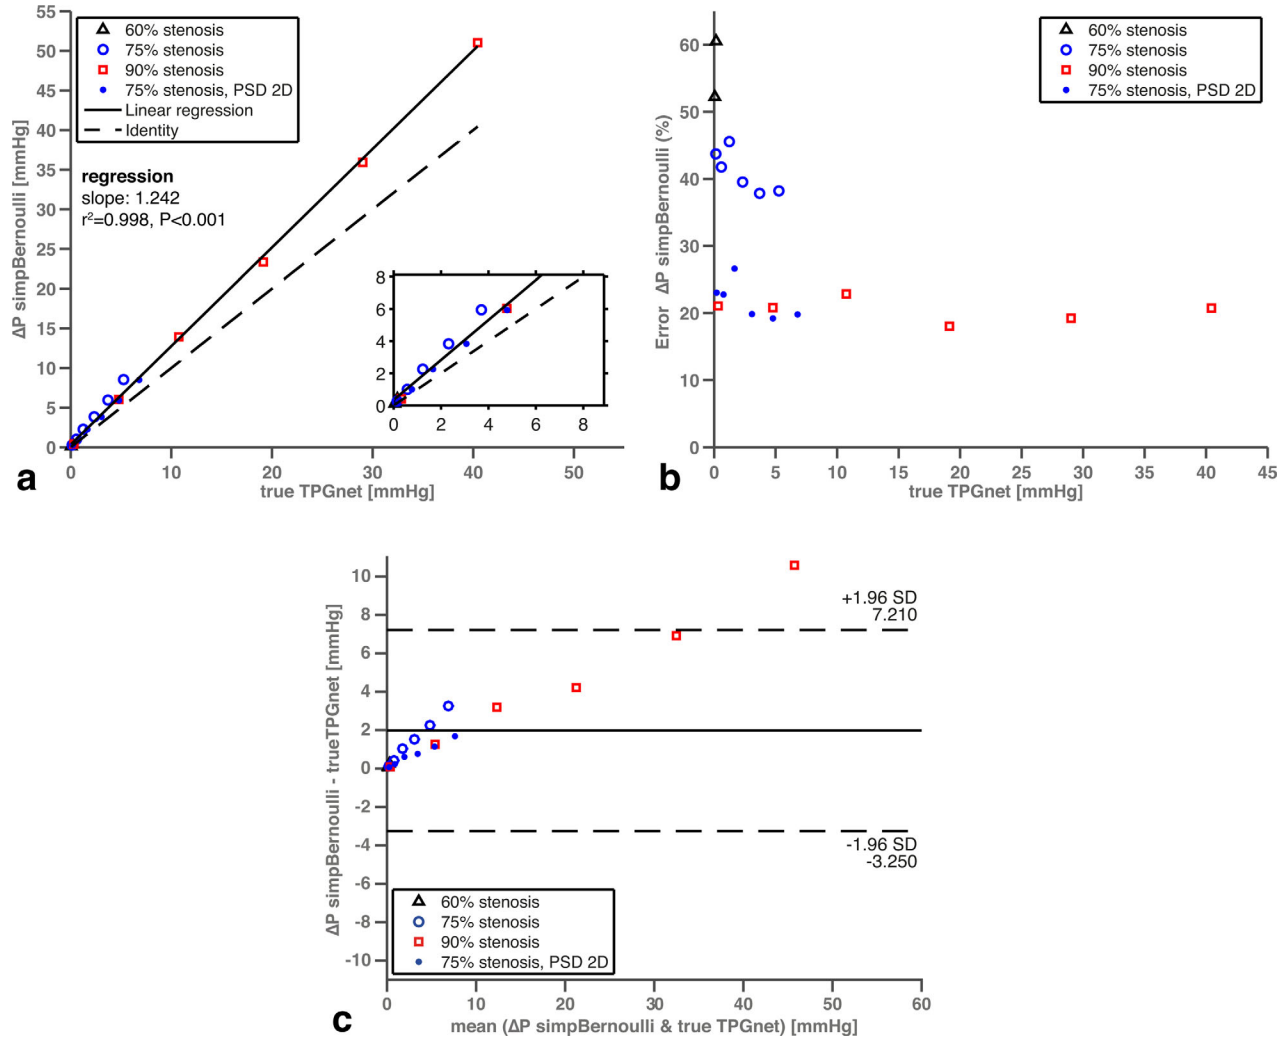 55
50
45
40
35
30
25
20
15
10
5
0
ΔP simpBernoulli [mmHg]
60% stenosis
75% stenosis
90% stenosis
75% stenosis, PSD 2D
Linear regression
Identity
regression
slope: 1.242
r²=0.998, P<0.001
8
6
4
2
0
0 2 4 6 8
0 10 20 30 40 50
true TPGnet [mmHg]
a
60
50
40
30
20
10
0
Error ΔP simpBernoulli (%)
60% stenosis
75% stenosis
90% stenosis
75% stenosis, PSD 2D
0 5 10 15 20 25 30 35 40 45
true TPGnet [mmHg]
b
10
8
6
4
2
0
-2
-4
-6
-8
-10
ΔP simpBernoulli - trueTPGnet [mmHg]
+1.96 SD
7.210
-1.96 SD
-3.250
60% stenosis
75% stenosis
90% stenosis
75% stenosis, PSD 2D
0 10 20 30 40 50 60
mean (ΔP simpBernoulli & true TPGnet) [mmHg]
c